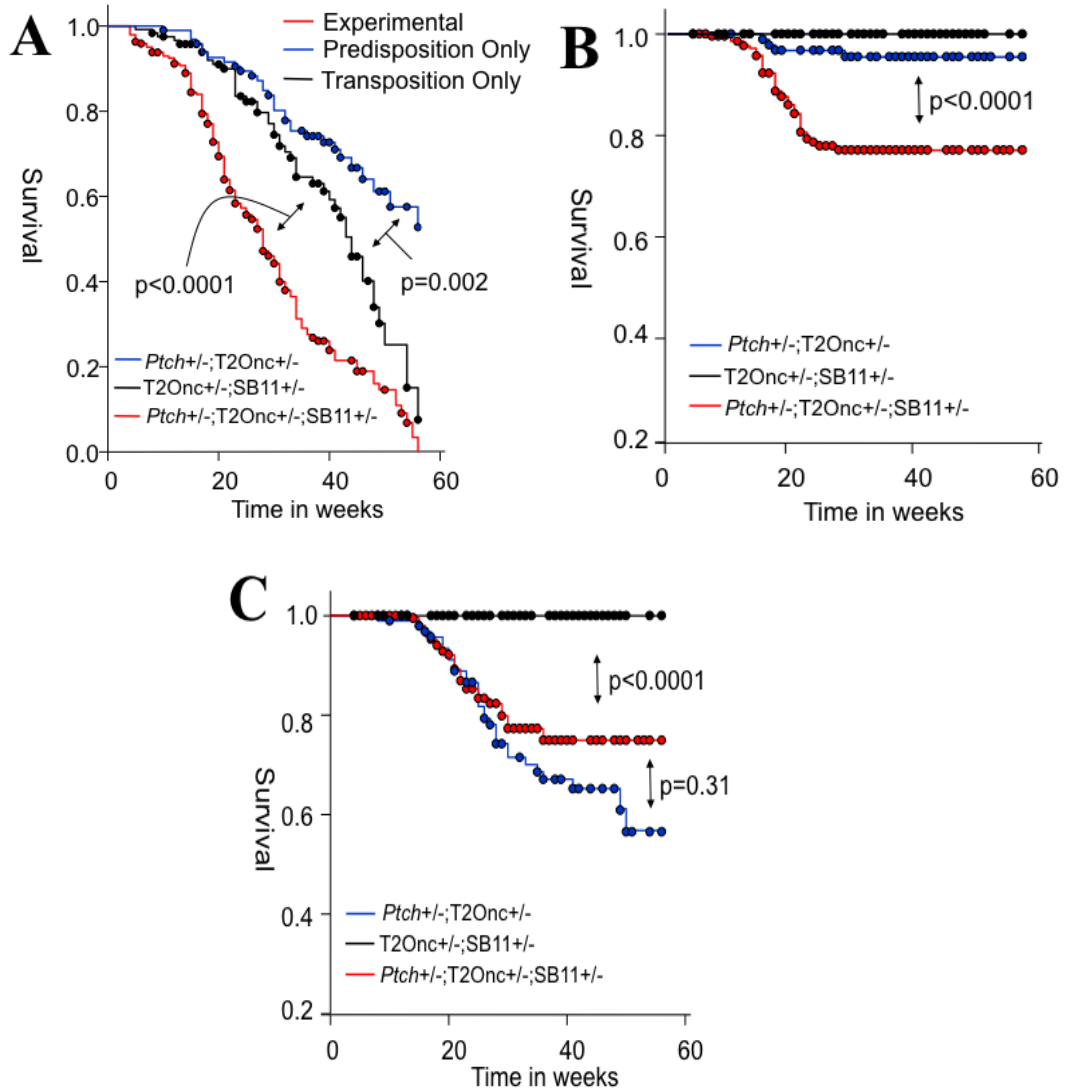 A
Experimental
Predisposition Only
Transposition Only
1.0
0.8
0.6
0.4
0.2
0.0
Survival
p<0.0001
p=0.002
Ptch+/-;T2Onc+/-
T2Onc+/-;SB11+/-
Ptch+/-;T2Onc+/-;SB11+/-
0 20 40 60
Time in weeks
B
1.0
0.8
0.6
0.4
0.2
Survival
p<0.0001
Ptch+/-;T2Onc+/-
T2Onc+/-;SB11+/-
Ptch+/-;T2Onc+/-;SB11+/-
0 20 40 60
Time in weeks
C
1.0
0.8
0.6
0.4
0.2
Survival
p<0.0001
p=0.31
Ptch+/-;T2Onc+/-
T2Onc+/-;SB11+/-
Ptch+/-;T2Onc+/-;SB11+/-
0 20 40 60
Time in weeks